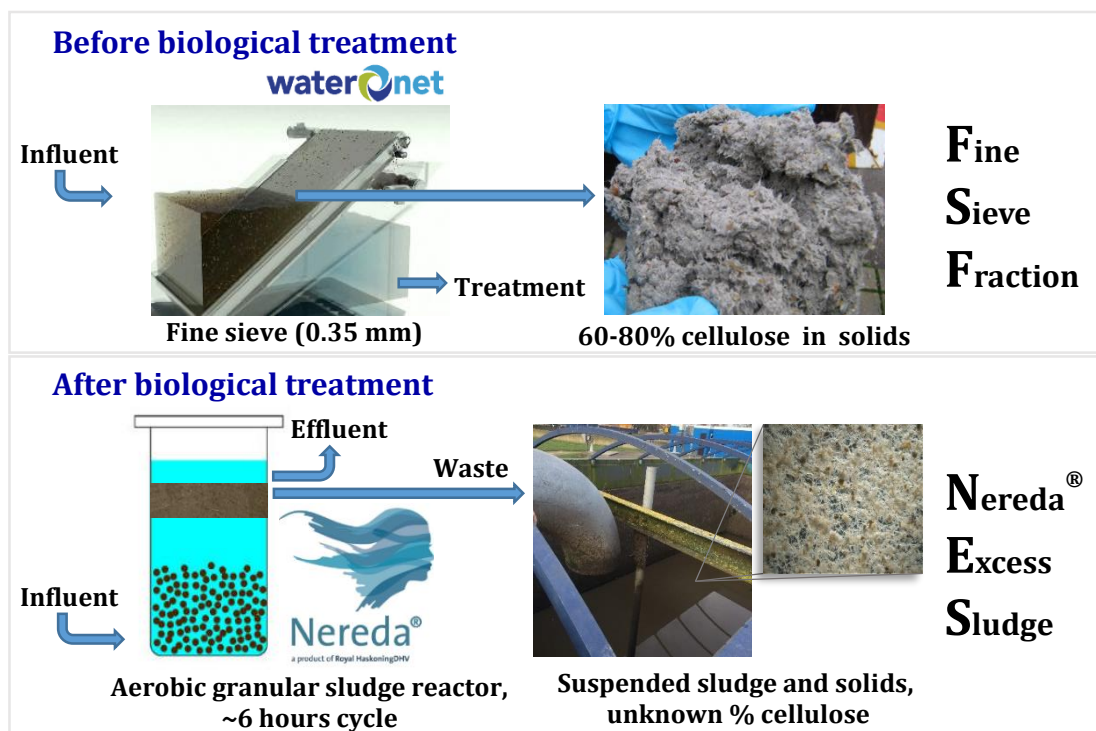 Before biological treatment
waternet
Influent
Treatment
Fine sieve (0.35 mm)
60-80% cellulose in solids
Fine
Sieve
Fraction
After biological treatment
Effluent
Waste
Influent
Nereda®
a product of Royal HaskoningDHV
Aerobic granular sludge reactor,
~6 hours cycle
Suspended sludge and solids,
unknown % cellulose
Nereda®
Excess
Sludge